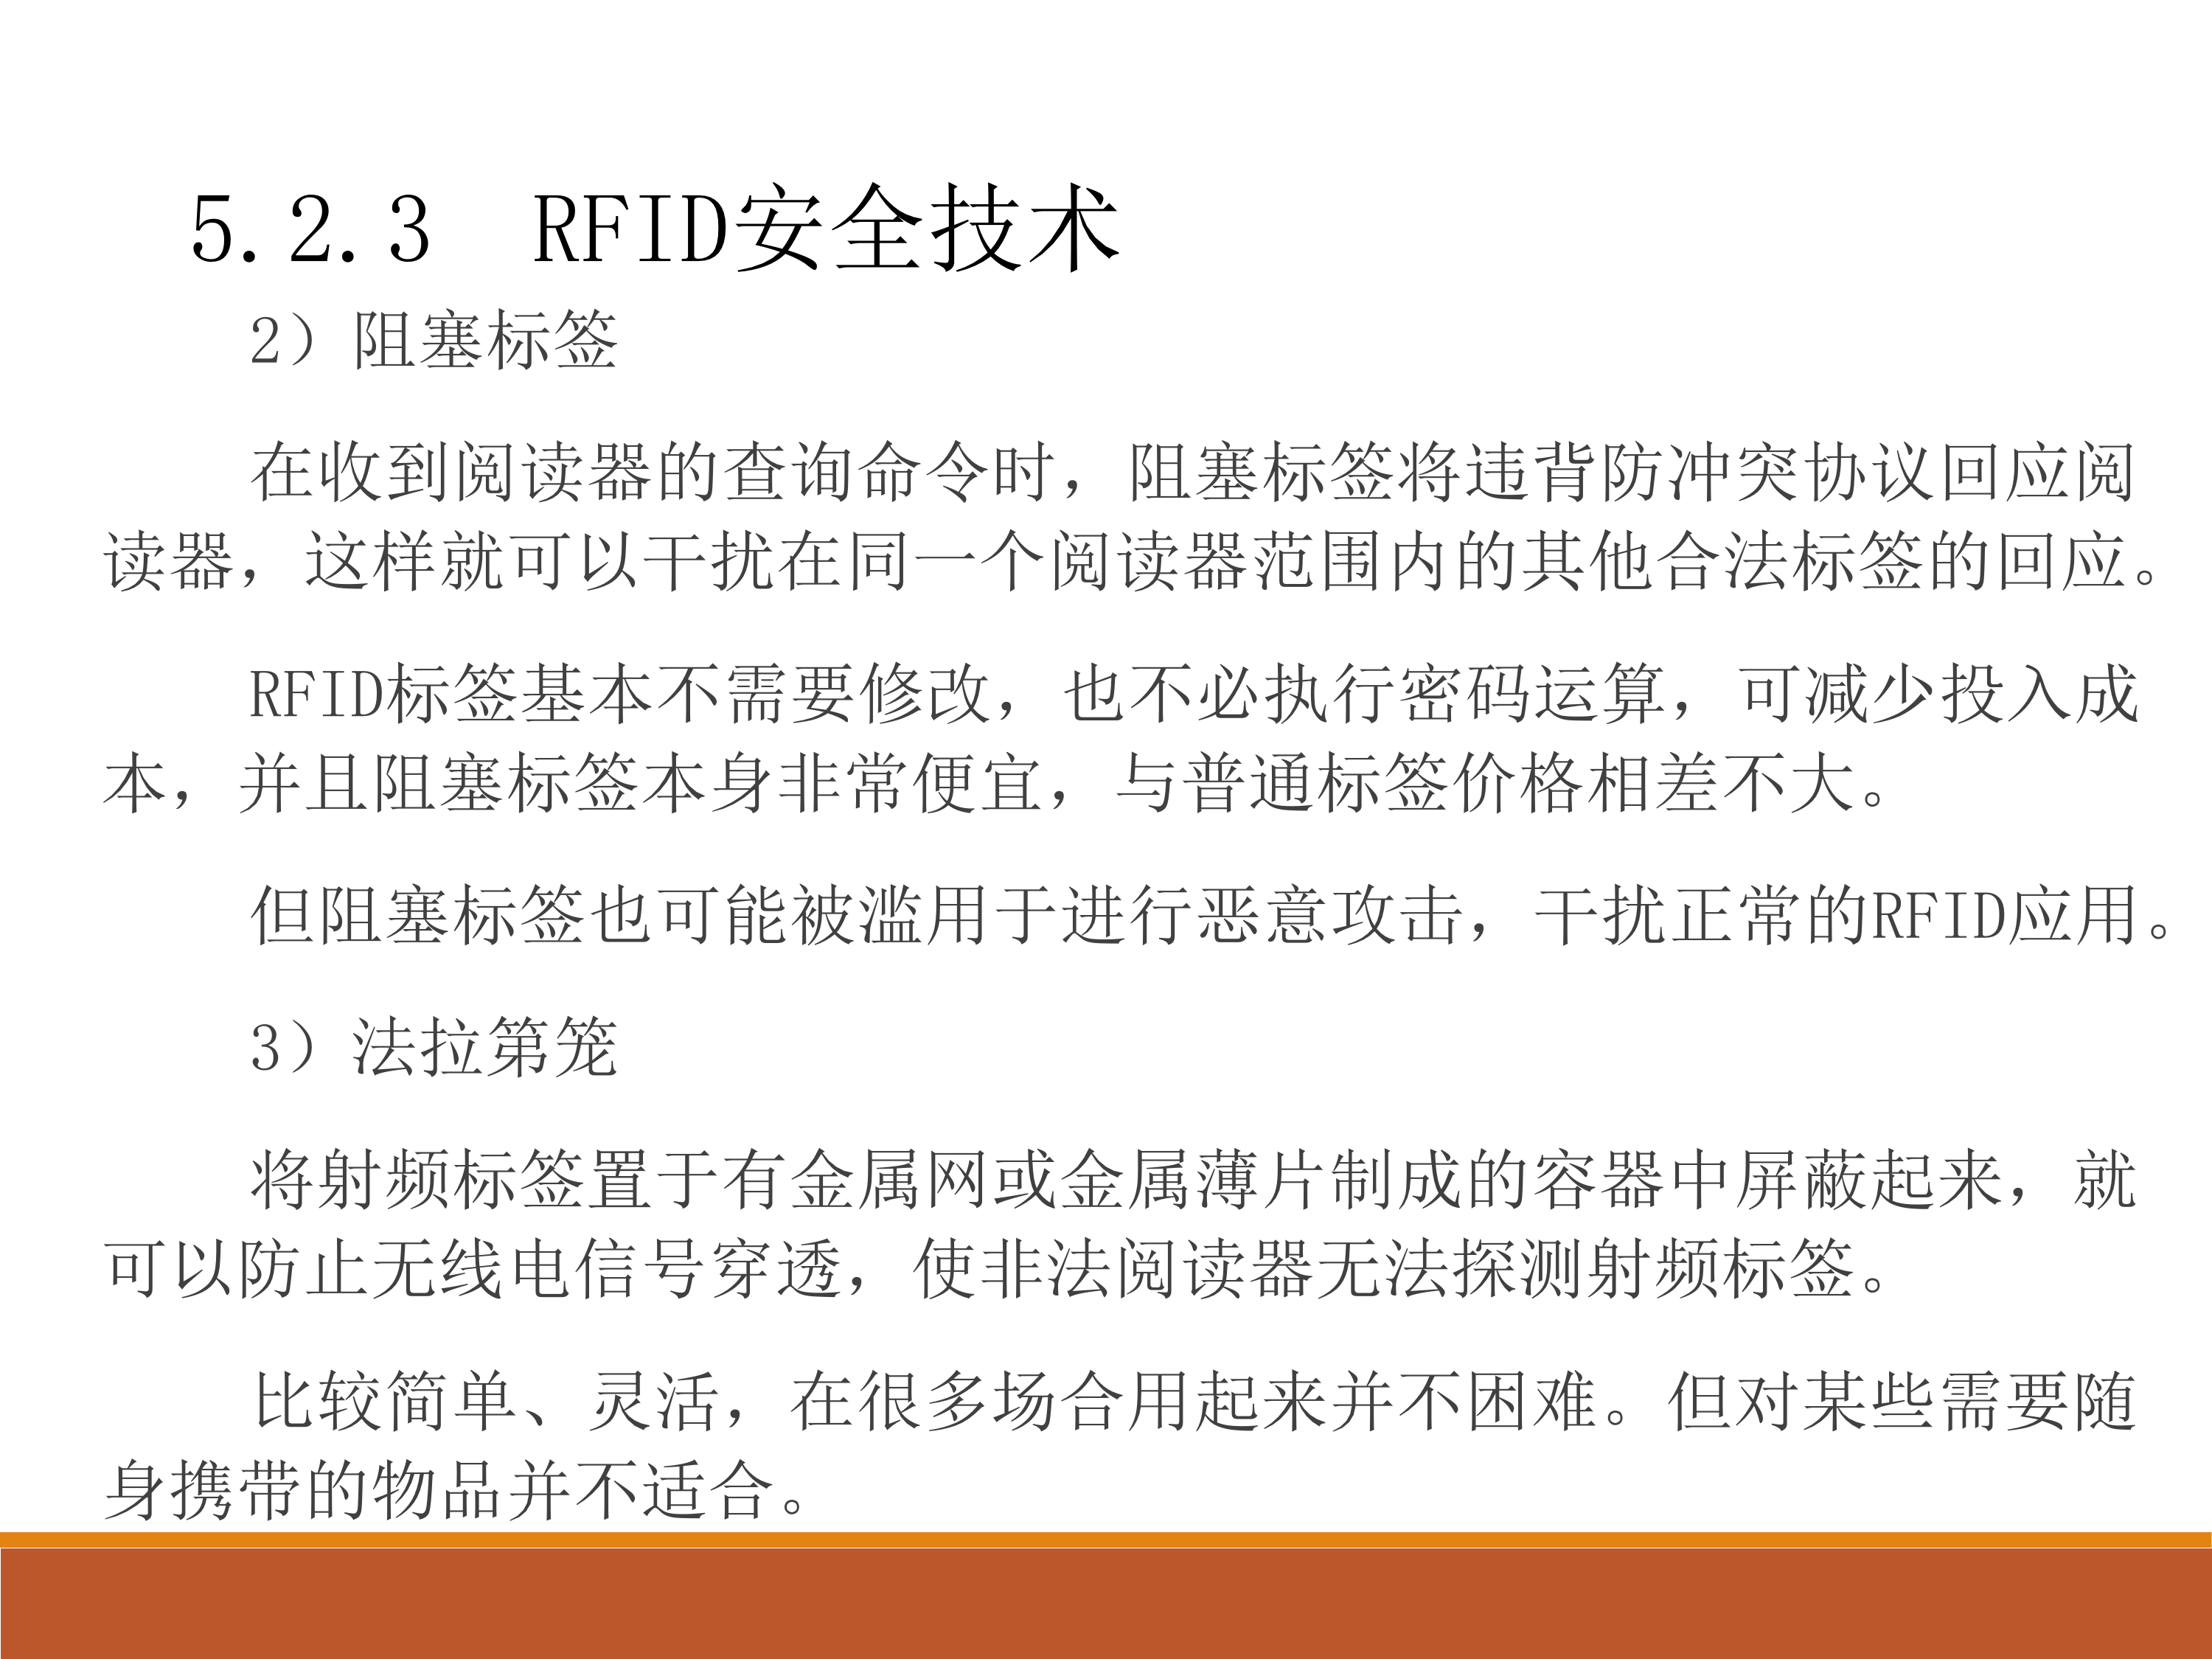 5.2.3　RFID安全技术
2）阻塞标签
在收到阅读器的查询命令时，阻塞标签将违背防冲突协议回应阅
读器，这样就可以干扰在同一个阅读器范围内的其他合法标签的回应。
RFID标签基本不需要修改，也不必执行密码运算，可减少投入成
本，并且阻塞标签本身非常便宜，与普通标签价格相差不大。
但阻塞标签也可能被滥用于进行恶意攻击，干扰正常的RFID应用。
3）法拉第笼
将射频标签置于有金属网或金属薄片制成的容器中屏蔽起来，就
可以防止无线电信号穿透，使非法阅读器无法探测射频标签。
比较简单、灵活，在很多场合用起来并不困难。但对某些需要随
身携带的物品并不适合。